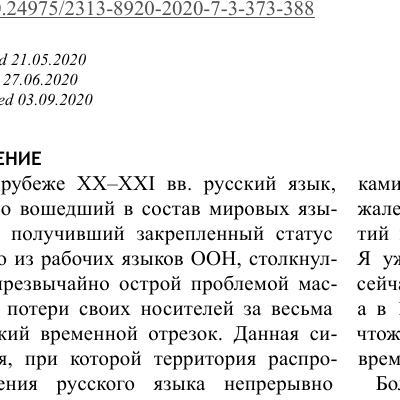 0.24975/2313-8920-2020-7-3-373-388
d 21.05.2020
27.06.2020
ed 03.09.2020
ЕНИЕ
рубеже XX–XXI вв. русский язык,
о вошедший в состав мировых язы-
получивший закрепленный статус
о из рабочих языков ООН, столкнул-
резвычайно острой проблемой мас-
потери своих носителей за весьма
кий временной отрезок. Данная си-
я, при которой территория распро-
ения русского языка непрерывно
ками
жале
тий
Я уж
сейча
а в
чтож
врем
Бо